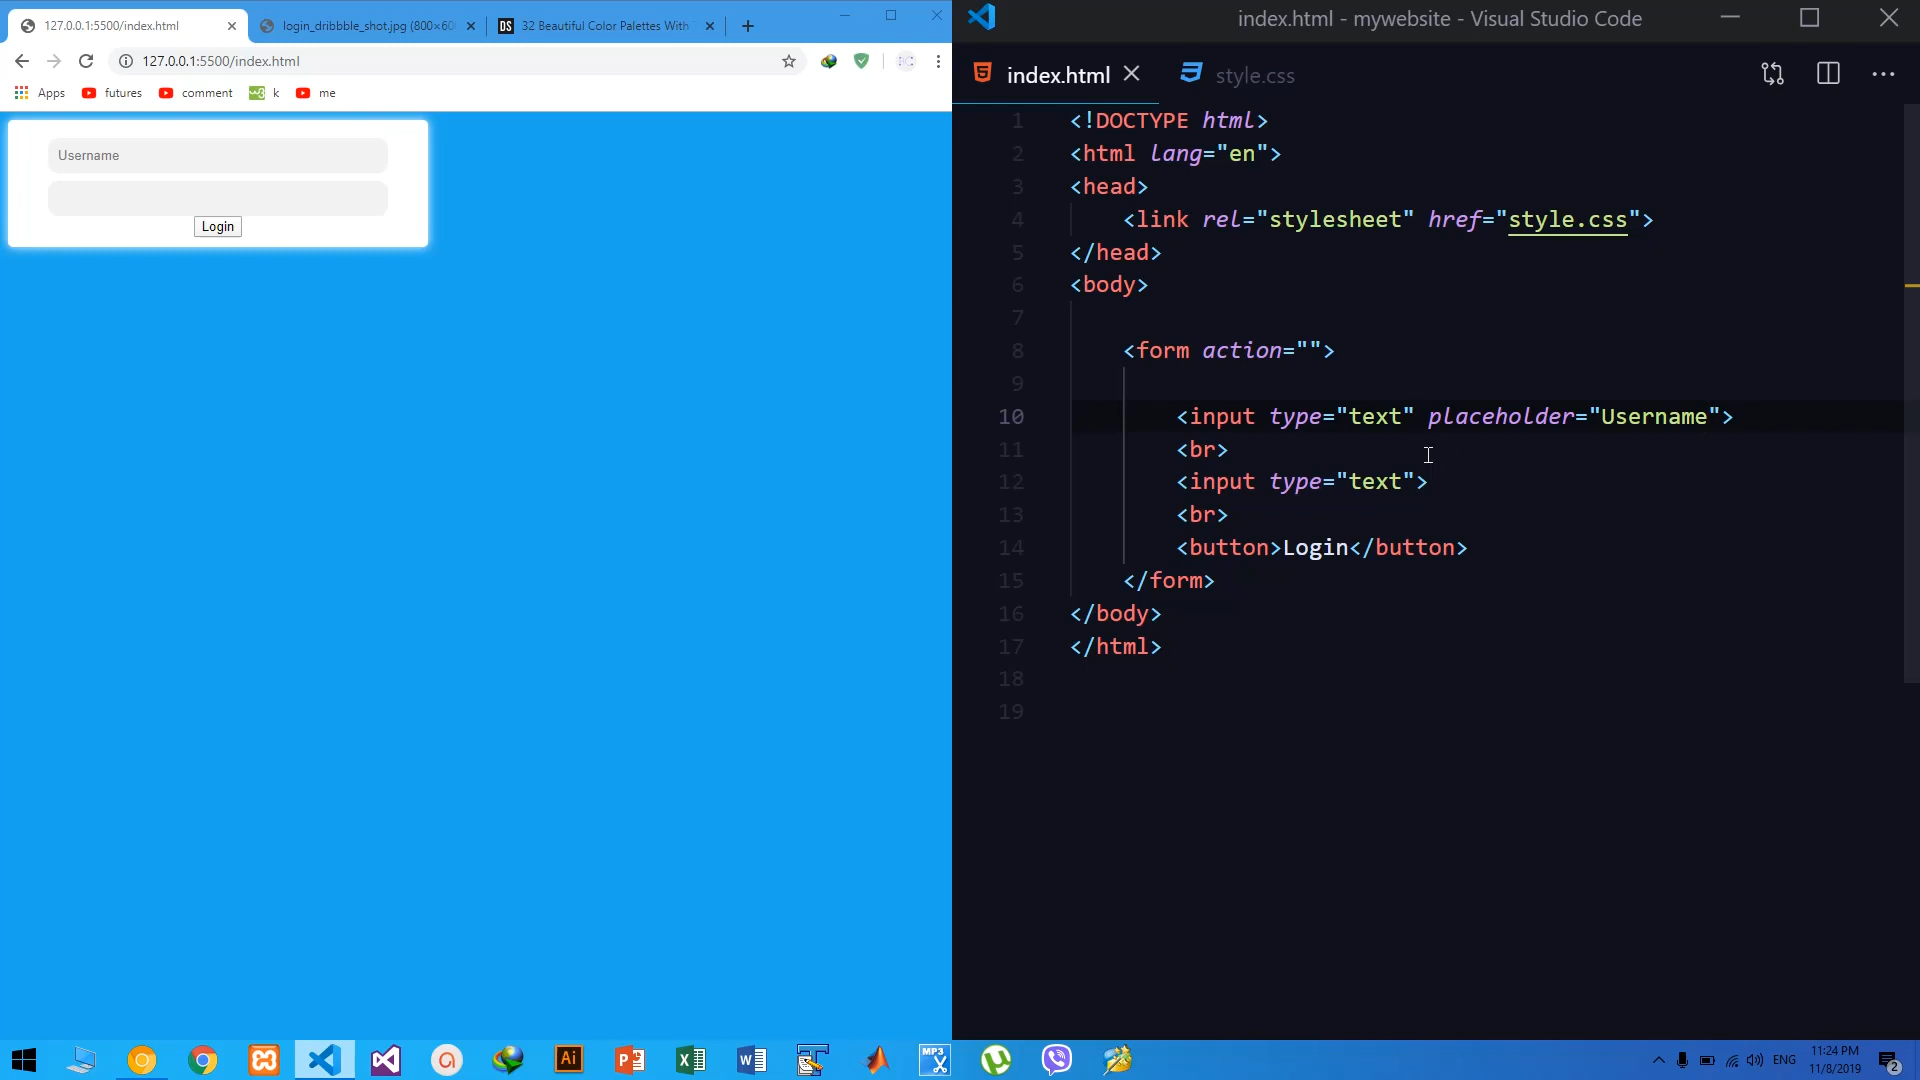 127.0.0.1:5500/index.html
login_dribbble_shot.jpg (800×60
DS 32 Beautiful Color Palettes With
127.0.0.1:5500/index.html
Apps futures comment k me
Username
Login
index.html - mywebsite - Visual Studio Code
index.html style.css
1 <!DOCTYPE html>
2 <html lang="en">
3 <head>
4 <link rel="stylesheet" href="style.css">
5 </head>
6 <body>
7
8 <form action="">
9
10 <input type="text" placeholder="Username">
11 <br>
12 <input type="text">
13 <br>
14 <button>Login</button>
15 </form>
16 </body>
17 </html>
18
19
Ai
MP3
ENG
11:24 PM
11/8/2019
2